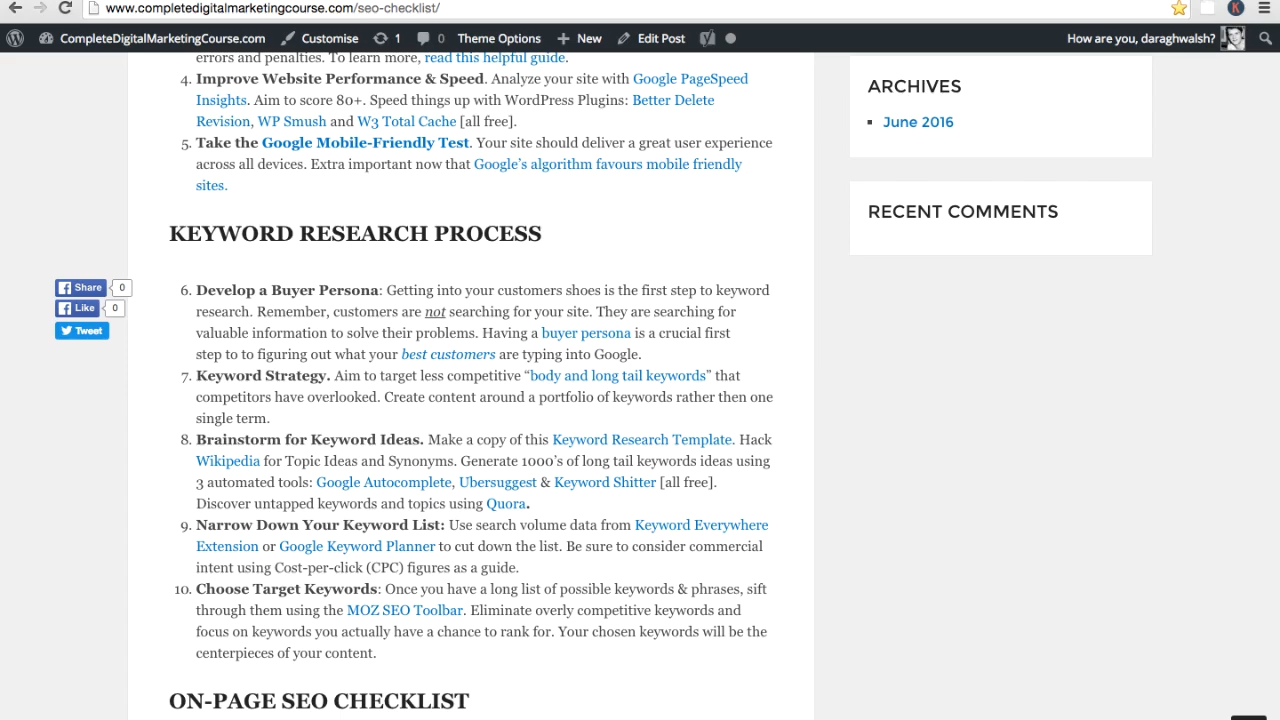 www.completedigitalmarketingcourse.com/seo-checklist/
K
CompleteDigitalMarketingCourse.com Customise 1 0 Theme Options New Edit Post How are you, daraghwalsh?
errors and penalties. To learn more, read this helpful guide.
4. Improve Website Performance & Speed. Analyze your site with Google PageSpeed
Insights. Aim to score 80+. Speed things up with WordPress Plugins: Better Delete
Revision, WP Smush and W3 Total Cache [all free].
5. Take the Google Mobile-Friendly Test. Your site should deliver a great user experience
across all devices. Extra important now that Google's algorithm favours mobile friendly
sites.
KEYWORD RESEARCH PROCESS
6. Develop a Buyer Persona: Getting into your customers shoes is the first step to keyword
research. Remember, customers are not searching for your site. They are searching for
valuable information to solve their problems. Having a buyer persona is a crucial first
step to to figuring out what your best customers are typing into Google.
7. Keyword Strategy. Aim to target less competitive “body and long tail keywords” that
competitors have overlooked. Create content around a portfolio of keywords rather then one
single term.
8. Brainstorm for Keyword Ideas. Make a copy of this Keyword Research Template. Hack
Wikipedia for Topic Ideas and Synonyms. Generate 1000's of long tail keywords ideas using
3 automated tools: Google Autocomplete, Ubersuggest & Keyword Shitter [all free].
Discover untapped keywords and topics using Quora.
9. Narrow Down Your Keyword List: Use search volume data from Keyword Everywhere
Extension or Google Keyword Planner to cut down the list. Be sure to consider commercial
intent using Cost-per-click (CPC) figures as a guide.
10. Choose Target Keywords: Once you have a long list of possible keywords & phrases, sift
through them using the MOZ SEO Toolbar. Eliminate overly competitive keywords and
focus on keywords you actually have a chance to rank for. Your chosen keywords will be the
centerpieces of your content.
ON-PAGE SEO CHECKLIST
Share 0
Like 0
Tweet
ARCHIVES
June 2016
RECENT COMMENTS